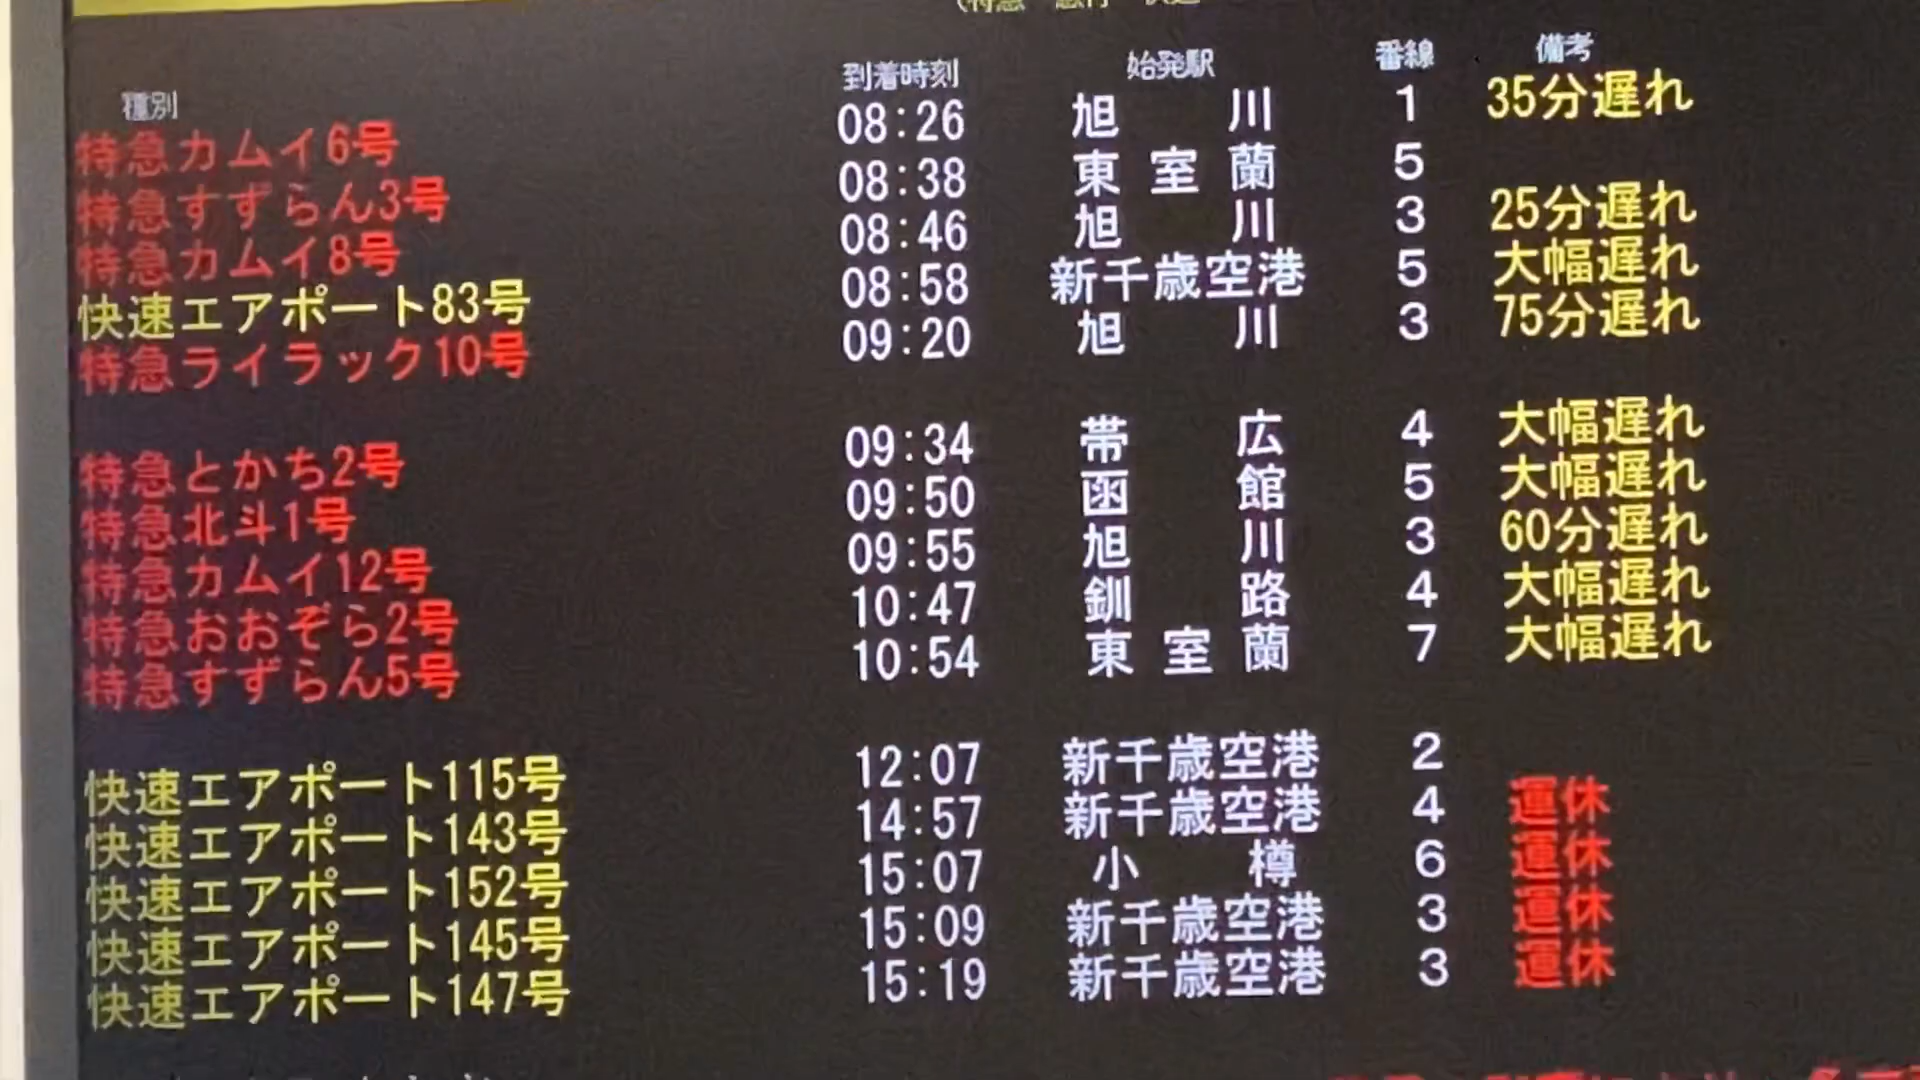 種別 到着時刻 始発駅 番線 備考
特急カムイ6号 08:26 旭川 1 35分遅れ
特急すずらん3号 08:38 東室蘭 5
特急カムイ8号 08:46 旭川 3 25分遅れ
快速エアポート83号 08:58 新千歳空港 5 大幅遅れ
特急ライラック10号 09:20 旭川 3 75分遅れ
特急とかち2号 09:34 帯広 4 大幅遅れ
特急北斗1号 09:50 函館 5 大幅遅れ
特急カムイ12号 09:55 旭川 3 60分遅れ
特急おおぞら2号 10:47 釧路 4 大幅遅れ
特急すずらん5号 10:54 東室蘭 7 大幅遅れ
快速エアポート115号 12:07 新千歳空港 2
快速エアポート143号 14:57 新千歳空港 4 運休
快速エアポート152号 15:07 小樽 6 運休
快速エアポート145号 15:09 新千歳空港 3 運休
快速エアポート147号 15:19 新千歳空港 3 運休